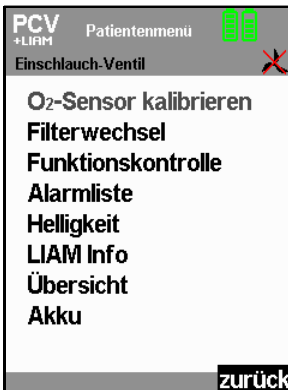 PCV Patientenmenü
+LIAM
Einschlauch-Ventil
O2-Sensor kalibrieren
Filterwechsel
Funktionskontrolle
Alarmliste
Helligkeit
LIAM Info
Übersicht
Akku
zurück